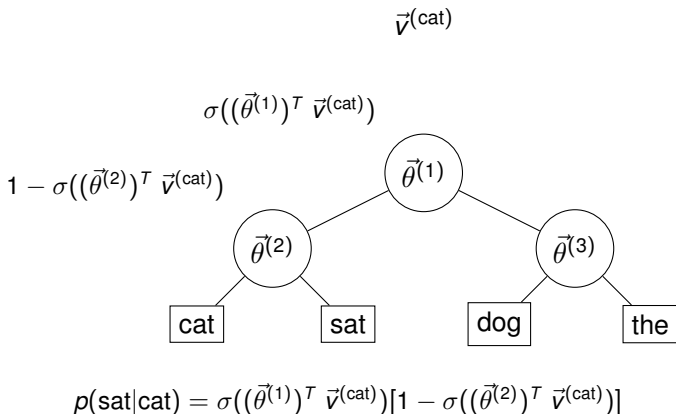 v⃗^(cat)
σ((θ⃗^(1))^T v⃗^(cat))
θ⃗^(1)
1 − σ((θ⃗^(2))^T v⃗^(cat))
θ⃗^(2) θ⃗^(3)
cat sat dog the
p(sat|cat) = σ((θ⃗^(1))^T v⃗^(cat))[1 − σ((θ⃗^(2))^T v⃗^(cat))]